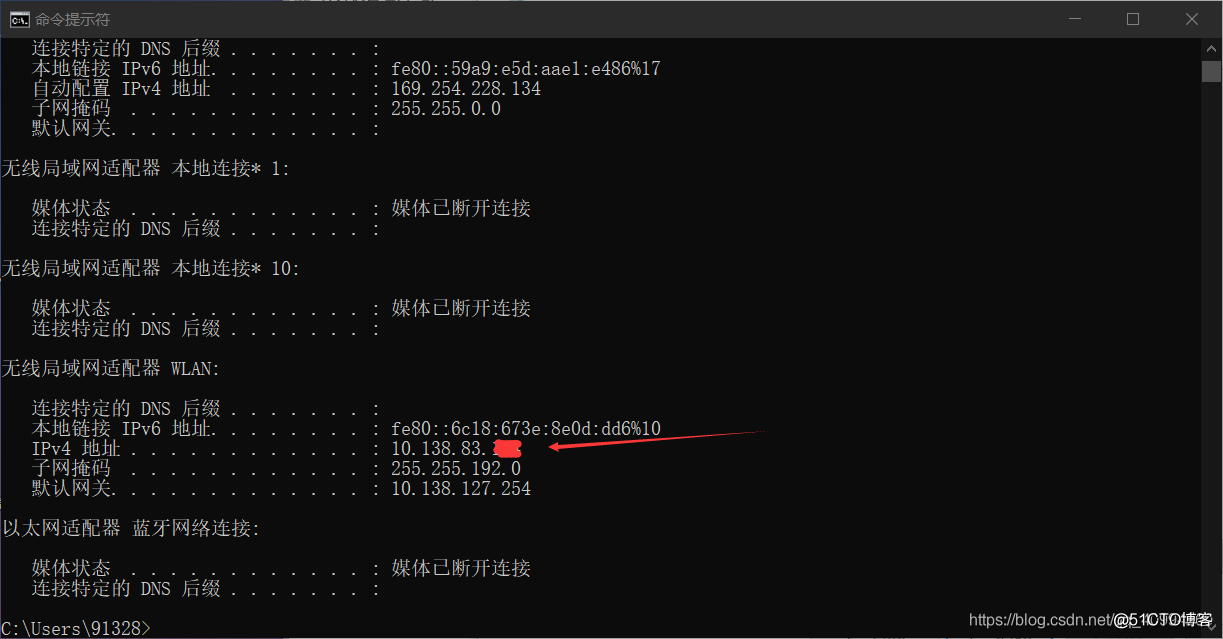 命令提示符
连接特定的 DNS 后缀 . . . . . . . :
本地链接 IPv6 地址. . . . . . . . : fe80::59a9:e5d:aae1:e486%17
自动配置 IPv4 地址 . . . . . . . : 169.254.228.134
子网掩码 . . . . . . . . . . . . : 255.255.0.0
默认网关. . . . . . . . . . . . . :
无线局域网适配器 本地连接* 1:
媒体状态 . . . . . . . . . . . . : 媒体已断开连接
连接特定的 DNS 后缀 . . . . . . . :
无线局域网适配器 本地连接* 10:
媒体状态 . . . . . . . . . . . . : 媒体已断开连接
连接特定的 DNS 后缀 . . . . . . . :
无线局域网适配器 WLAN:
连接特定的 DNS 后缀 . . . . . . . :
本地链接 IPv6 地址. . . . . . . . : fe80::6c18:673e:8e0d:dd6%10
IPv4 地址 . . . . . . . . . . . . : 10.138.83.
子网掩码 . . . . . . . . . . . . : 255.255.192.0
默认网关. . . . . . . . . . . . . : 10.138.127.254
以太网适配器 蓝牙网络连接:
媒体状态 . . . . . . . . . . . . : 媒体已断开连接
连接特定的 DNS 后缀 . . . . . . . :
C:\Users\91328>
https://blog.csdn.net/
@51CTO博客